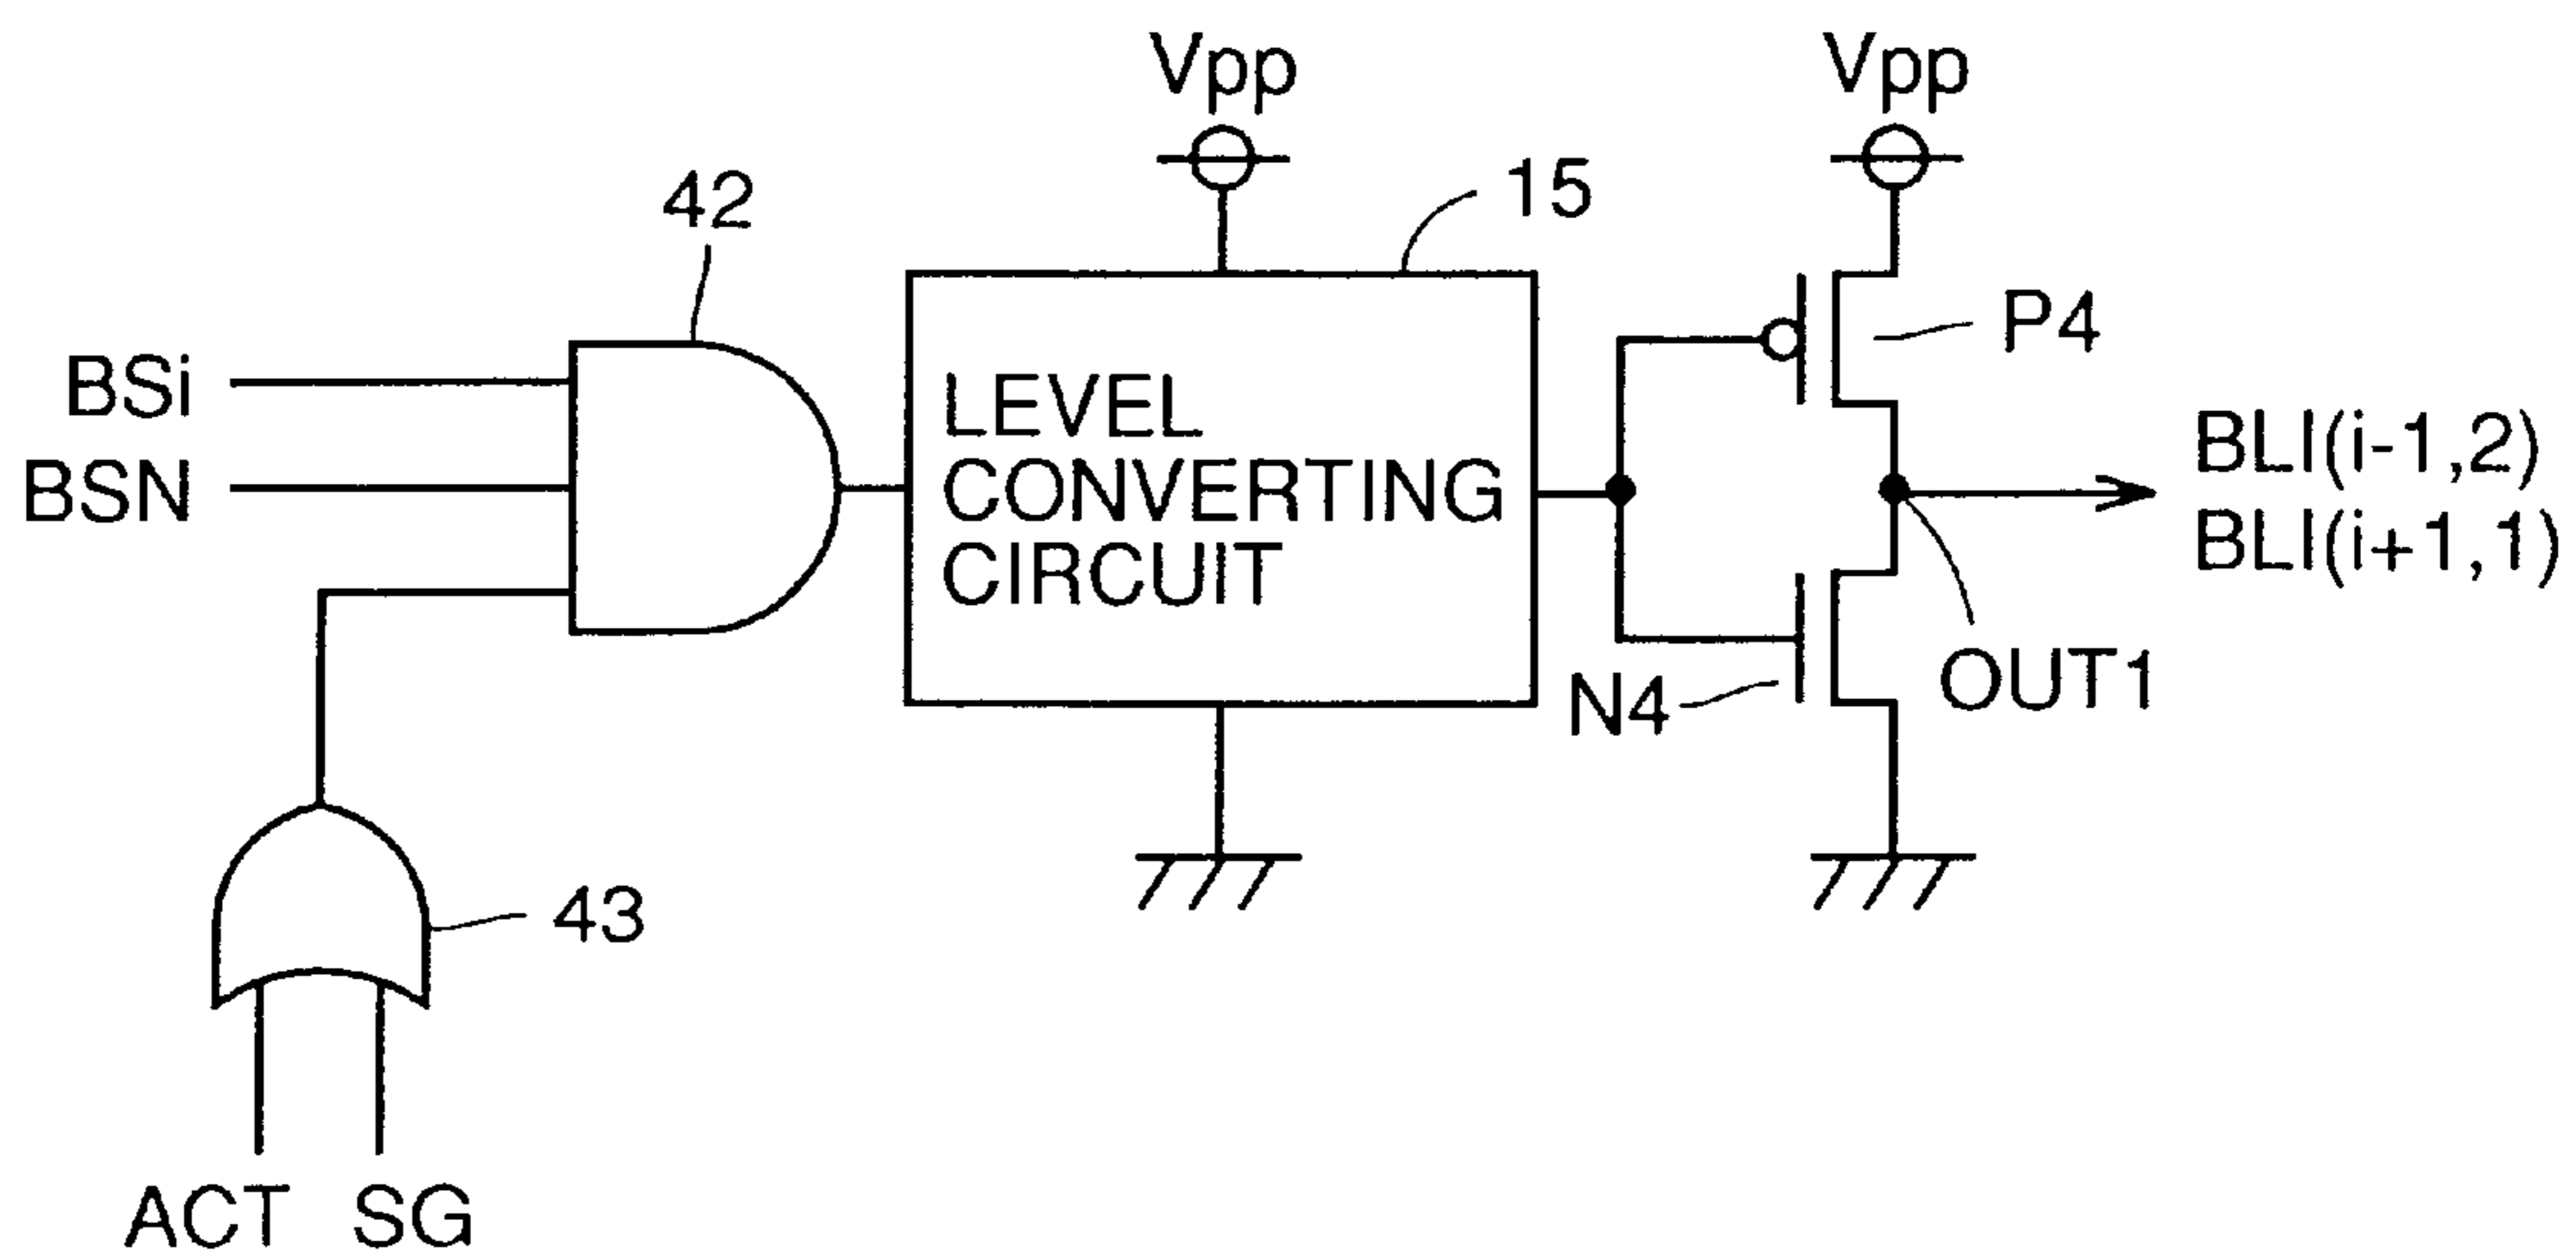 Vpp
Vpp
42
15
BSi
BSN
LEVEL
CONVERTING
CIRCUIT
P4
BLI(i-1,2)
BLI(i+1,1)
N4
OUT1
43
ACT
SG